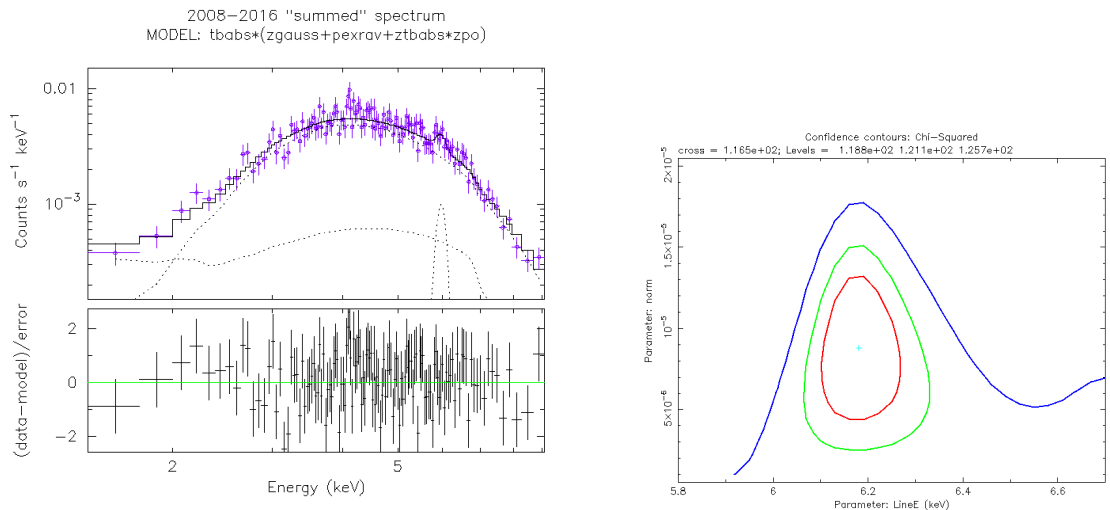 2008−2016 "summed" spectrum
MODEL: tbabs*(zgauss+pexrav+ztbabs*zpo)
0.01
10⁻³
Counts s⁻¹ keV⁻¹
2
0
−2
(data−model)/error
2
5
Energy (keV)
Confidence contours: Chi−Squared
cross = 1.165e+02; Levels = 1.188e+02 1.211e+02 1.257e+02
2×10⁻⁵
1.5×10⁻⁵
10⁻⁵
5×10⁻⁶
Parameter: norm
5.8
6
6.2
6.4
6.6
Parameter: LineE (keV)